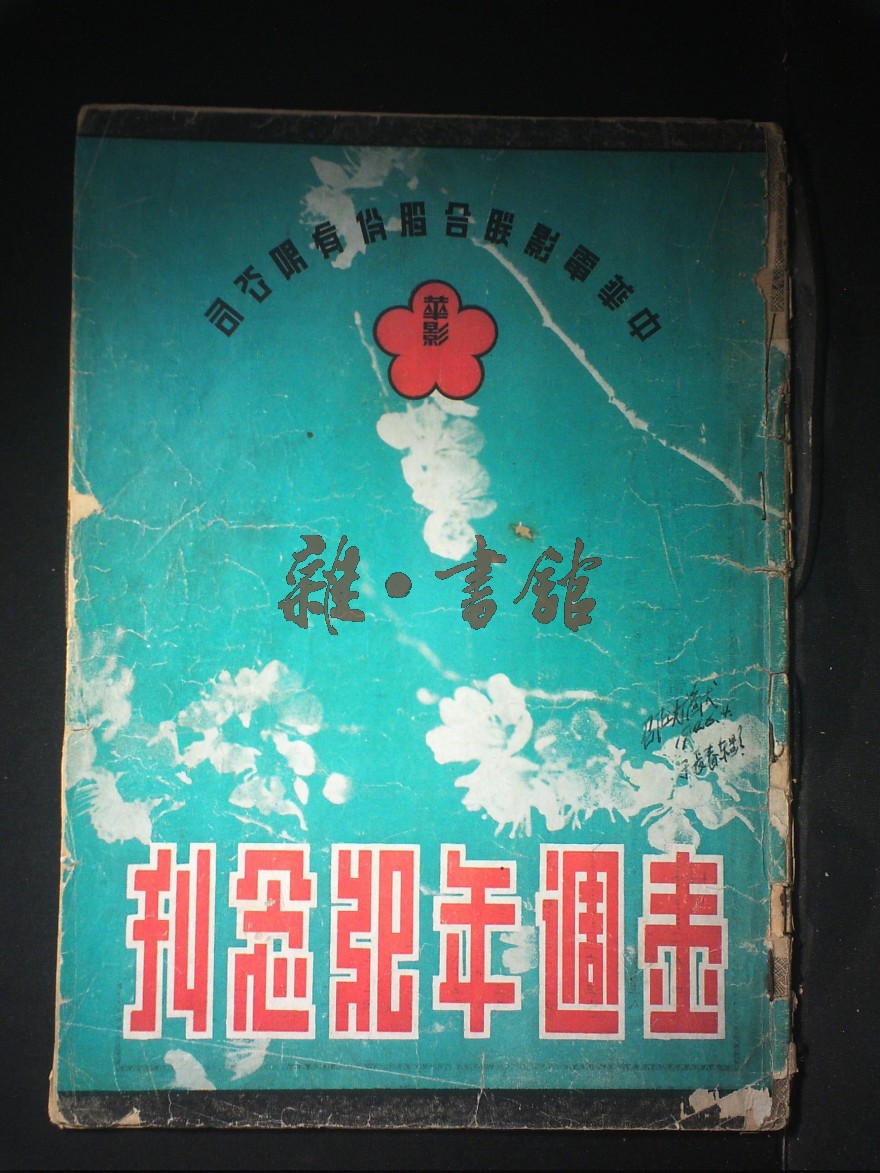 中華電影聯合股份有限公司
華影
雜·書館
壹週年紀念刊